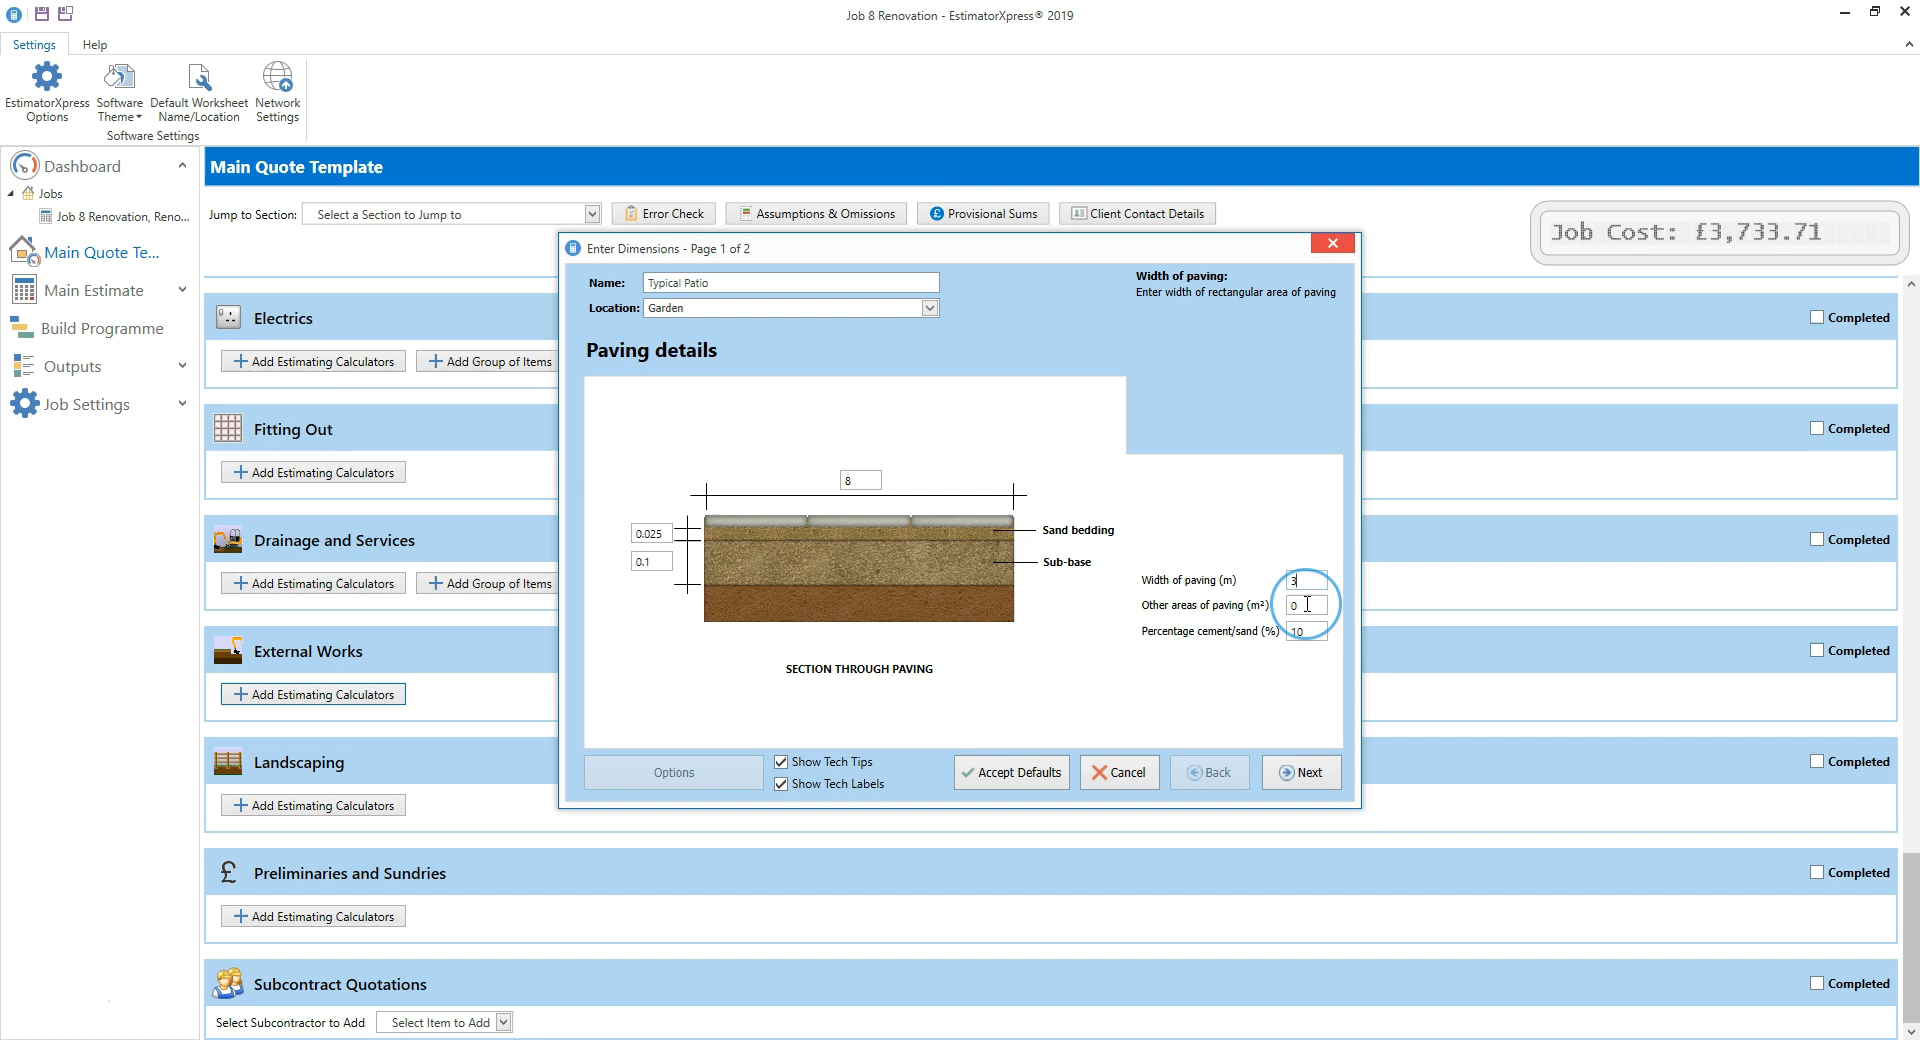 Job 8 Renovation - EstimatorXpress® 2019
Settings
Help
EstimatorXpress Options
Software Theme
Default Worksheet Name/Location
Network Settings
Software Settings
Dashboard
Jobs
Job 8 Renovation, Reno...
Main Quote Te...
Main Estimate
Build Programme
Outputs
Job Settings
Main Quote Template
Jump to Section:
Select a Section to Jump to
Error Check
Assumptions & Omissions
Provisional Sums
Client Contact Details
Job Cost: £3,733.71
Enter Dimensions - Page 1 of 2
Name:
Typical Patio
Location:
Garden
Width of paving:
Enter width of rectangular area of paving
Paving details
8
0.025
0.1
Sand bedding
Sub-base
Width of paving (m)
3
Other areas of paving (m²)
0
Percentage cement/sand (%)
10
SECTION THROUGH PAVING
Options
Show Tech Tips
Show Tech Labels
Accept Defaults
Cancel
Back
Next
Electrics
Completed
Add Estimating Calculators
Add Group of Items
Fitting Out
Completed
Add Estimating Calculators
Drainage and Services
Completed
Add Estimating Calculators
Add Group of Items
External Works
Completed
Add Estimating Calculators
Landscaping
Completed
Add Estimating Calculators
£
Preliminaries and Sundries
Completed
Add Estimating Calculators
Subcontract Quotations
Completed
Select Subcontractor to Add
Select Item to Add